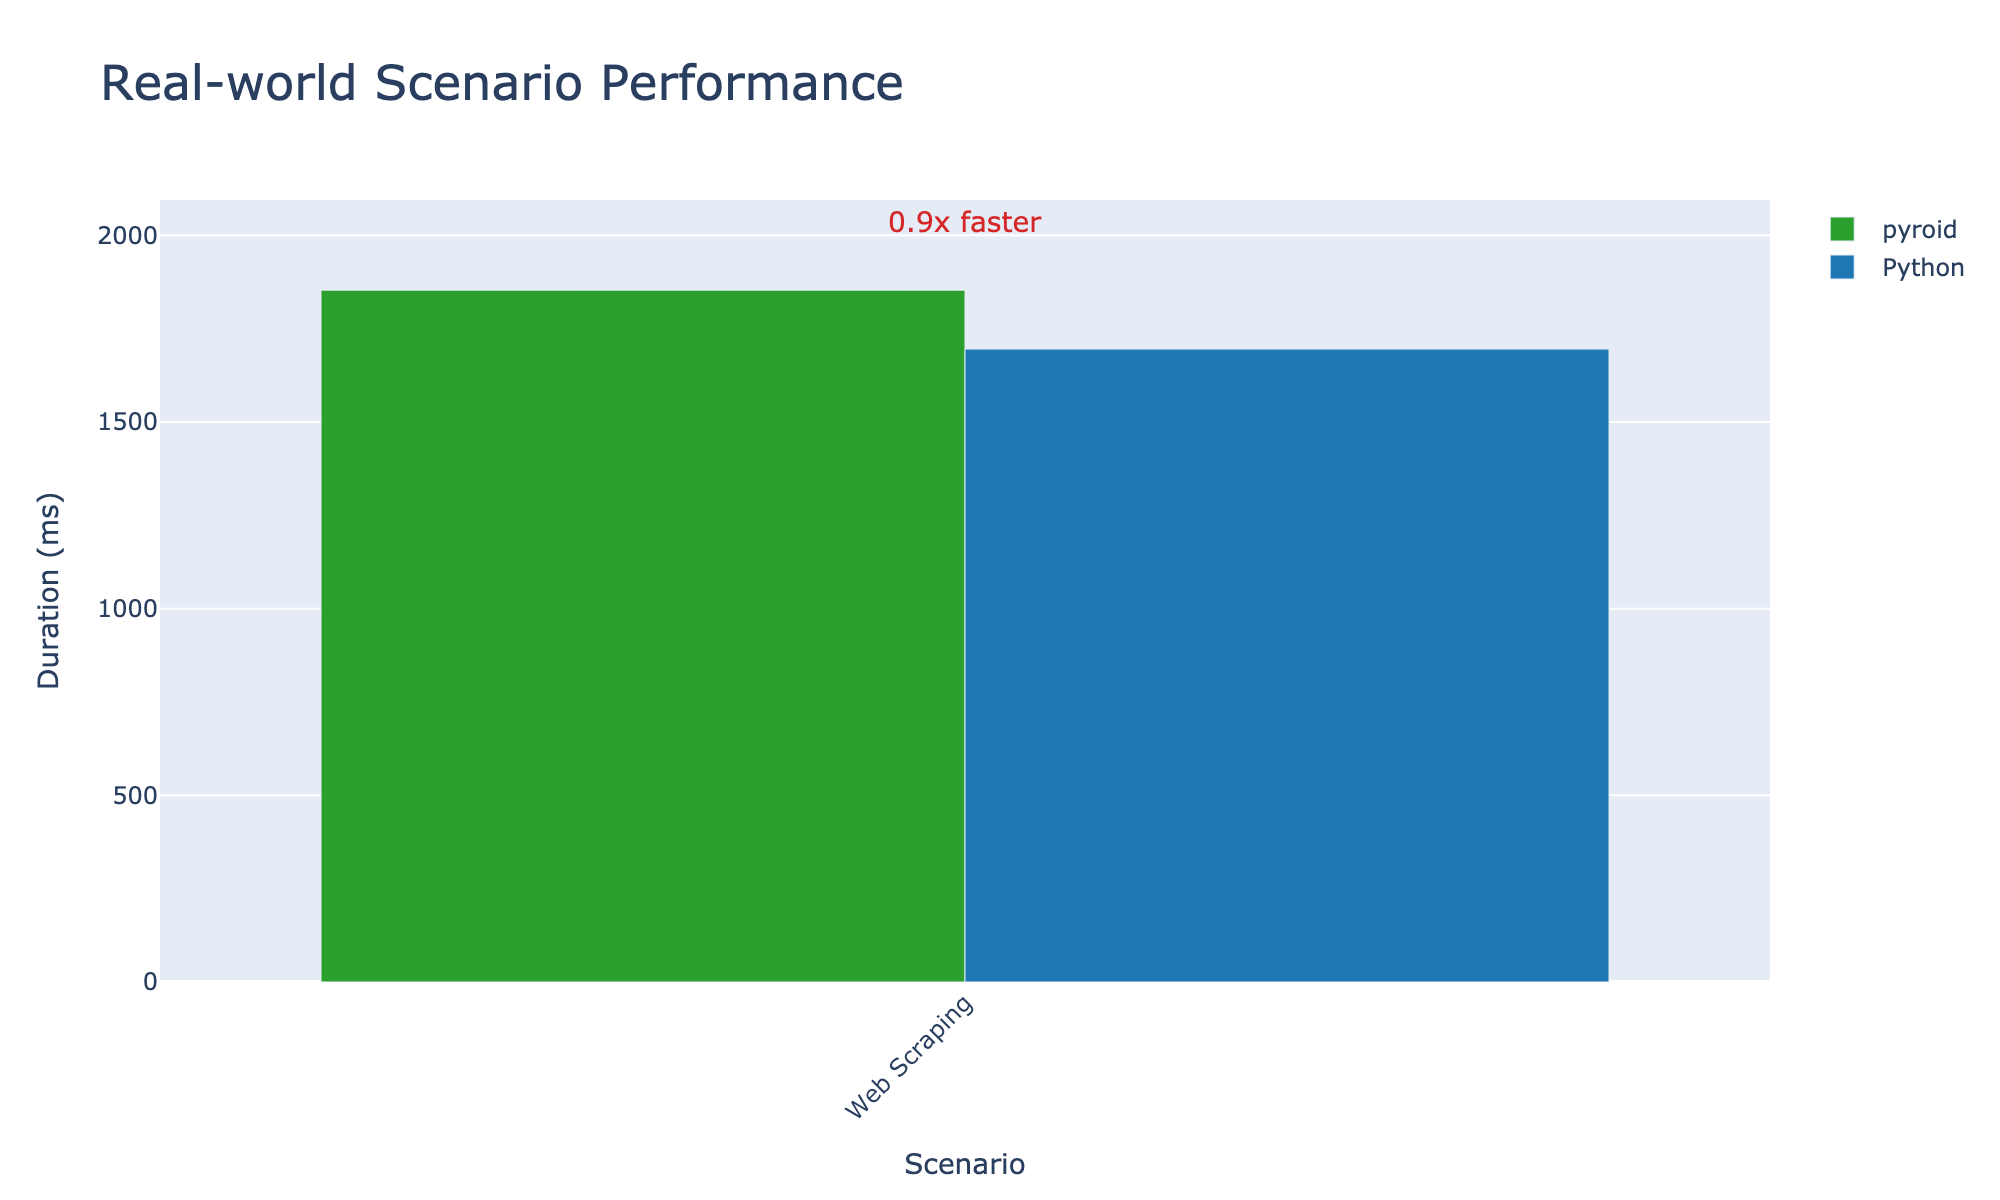 Real-world Scenario Performance
0.9x faster
pyroid
Python
2000
1500
1000
500
0
Duration (ms)
Web Scraping
Scenario